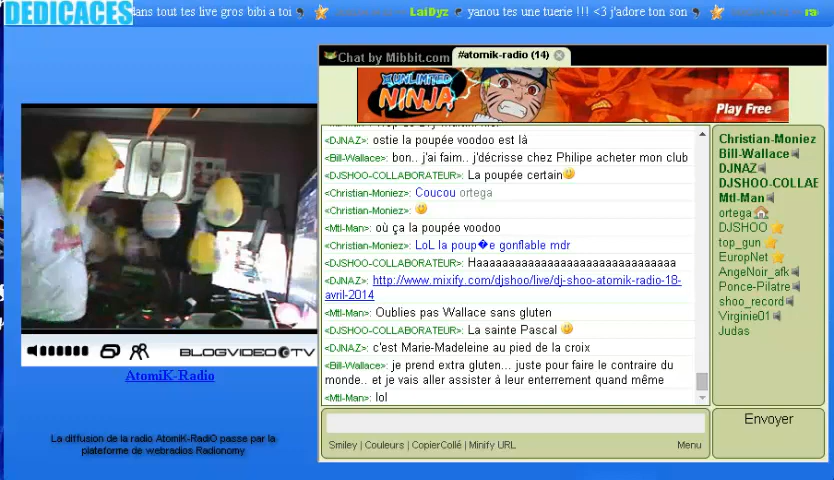 DEDICACES
dans tout tes live gros bibi a toi
LaiDyz
yanou tes une tuerie !!! <3 j'adore ton son
Chat by Mibbit.com
#atomik-radio (14)
UNLIMITED
NINJA
Play Free
<DJNAZ>: ostie la poupée voodoo est là
<Bill-Wallace>: bon.. j'ai faim.. j'décrisse chez Philipe acheter mon club
<DJSHOO-COLLABORATEUR>: La poupée certain
<Christian-Moniez>: Coucou ortega
<Christian-Moniez>:
<Mtl-Man>: où ça la poupée voodoo
<Christian-Moniez>: LoL la poup�e gonflable mdr
<DJSHOO-COLLABORATEUR>: Haaaaaaaaaaaaaaaaaaaaaaaaaaaaaaa
<DJNAZ>: http://www.mixify.com/djshoo/live/dj-shoo-atomik-radio-18-
avril-2014
<Mtl-Man>: Oublies pas Wallace sans gluten
<DJSHOO-COLLABORATEUR>: La sainte Pascal
<DJNAZ>: c'est Marie-Madeleine au pied de la croix
<Bill-Wallace>: je prend extra gluten... juste pour faire le contraire du
monde.. et je vais aller assister à leur enterrement quand même
<Mtl-Man>: lol
Christian-Moniez
Bill-Wallace
DJNAZ
DJSHOO-COLLAE
Mtl-Man
ortega
DJSHOO
top_gun
EuropNet
AngeNoir_afk
Ponce-Pilatre
shoo_record
Virginie01
Judas
Envoyer
Smiley | Couleurs | CopierCollé | Minify URL
Menu
BLOGVIDEO TV
AtomiK-Radio
La diffusion de la radio AtomiK-RadiO passe par la
plateforme de webradios Radionomy